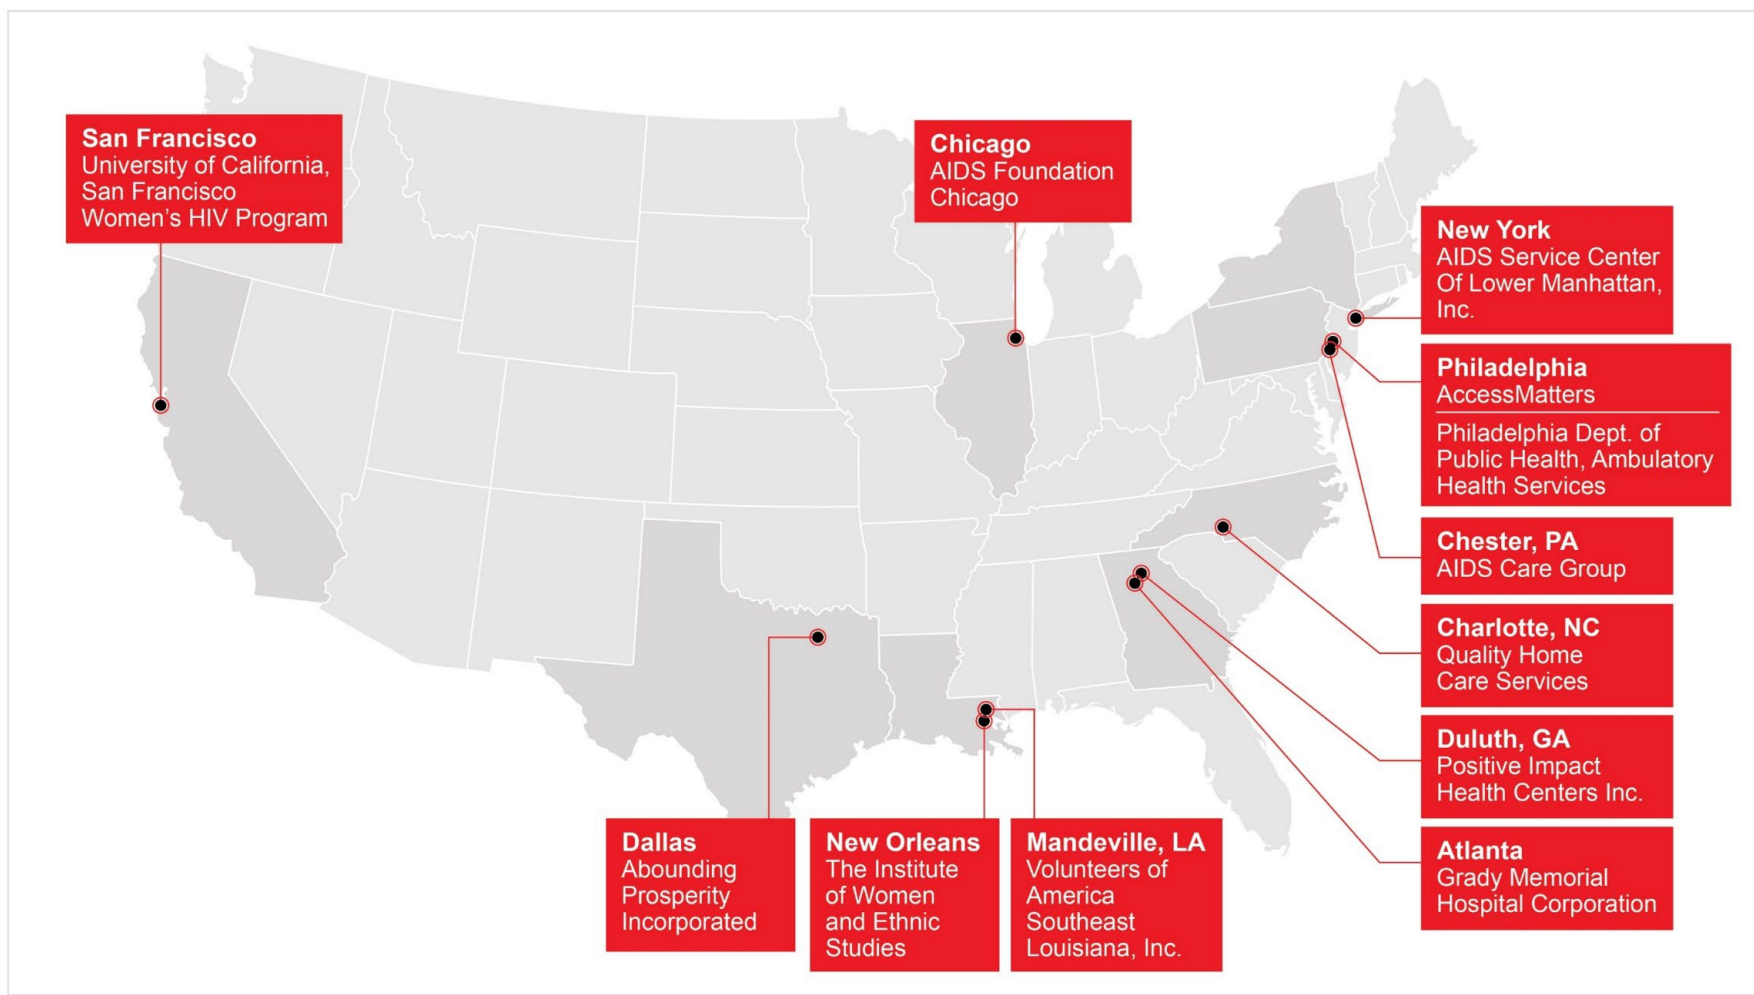 San Francisco
University of California,
San Francisco
Women's HIV Program
Chicago
AIDS Foundation
Chicago
New York
AIDS Service Center
Of Lower Manhattan,
Inc.
Philadelphia
AccessMatters
Philadelphia Dept. of
Public Health, Ambulatory
Health Services
Chester, PA
AIDS Care Group
Charlotte, NC
Quality Home
Care Services
Duluth, GA
Positive Impact
Health Centers Inc.
Atlanta
Grady Memorial
Hospital Corporation
Dallas
Abounding
Prosperity
Incorporated
New Orleans
The Institute
of Women
and Ethnic
Studies
Mandeville, LA
Volunteers of
America
Southeast
Louisiana, Inc.